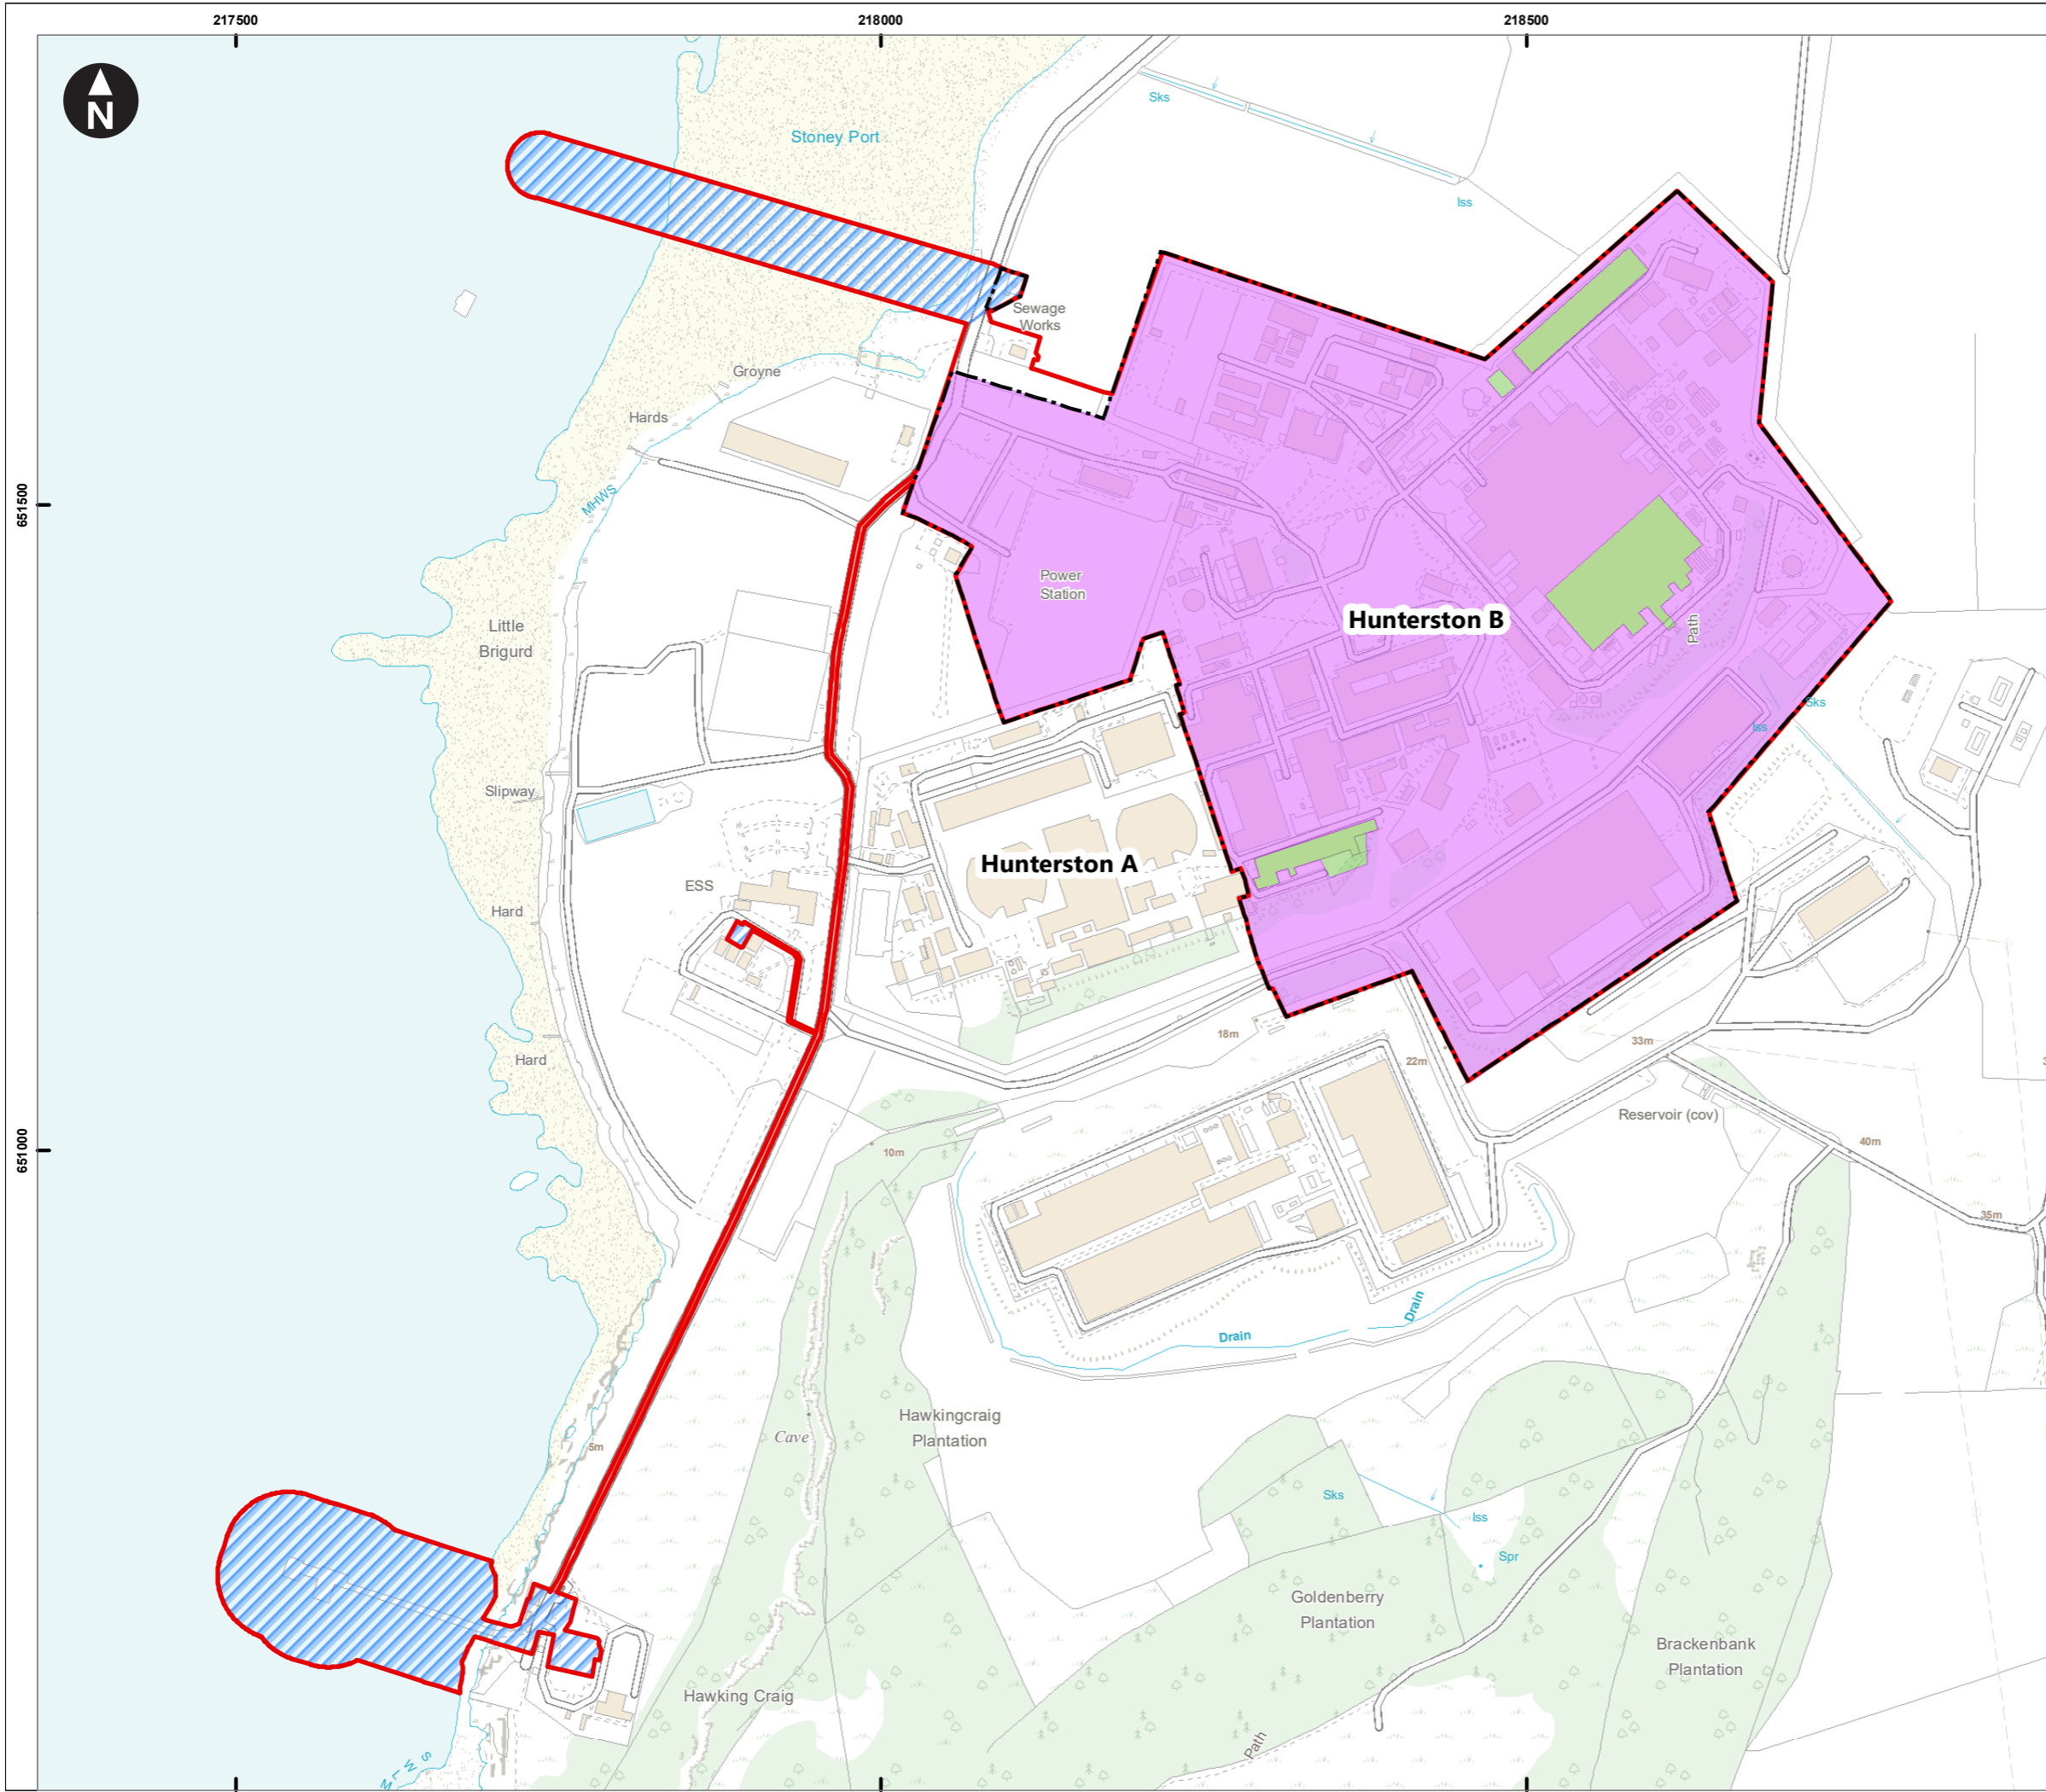 217500
218000
218500
N
Sks
Stoney Port
Iss
Sewage
Works
Groyne
Hards
651500
MHWS
Power
Station
Little
Brigurd
Hunterston B
Path
Sks
Iss
Slipway
Hunterston A
ESS
Hard
18m
33m
Hard
22m
Reservoir (cov)
651000
40m
10m
35m
Drain
Drain
Hawkingcraig
Plantation
Cave
5m
Sks
Iss
Spr
Goldenberry
Plantation
Brackenbank
Plantation
Hawking Craig
Path
MLWS